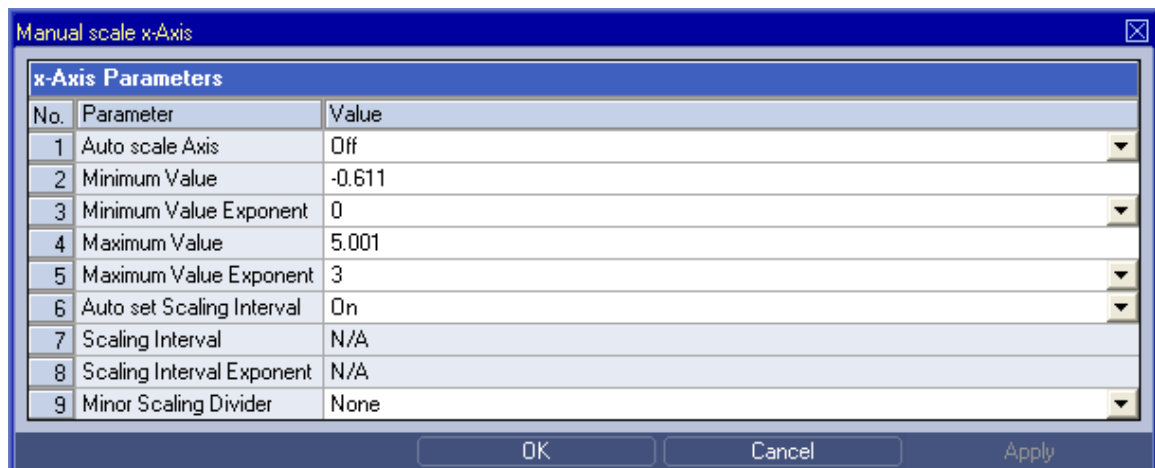 Manual scale x-Axis
x-Axis Parameters
No. Parameter Value
1 Auto scale Axis Off
2 Minimum Value -0.611
3 Minimum Value Exponent 0
4 Maximum Value 5.001
5 Maximum Value Exponent 3
6 Auto set Scaling Interval On
7 Scaling Interval N/A
8 Scaling Interval Exponent N/A
9 Minor Scaling Divider None
OK Cancel Apply